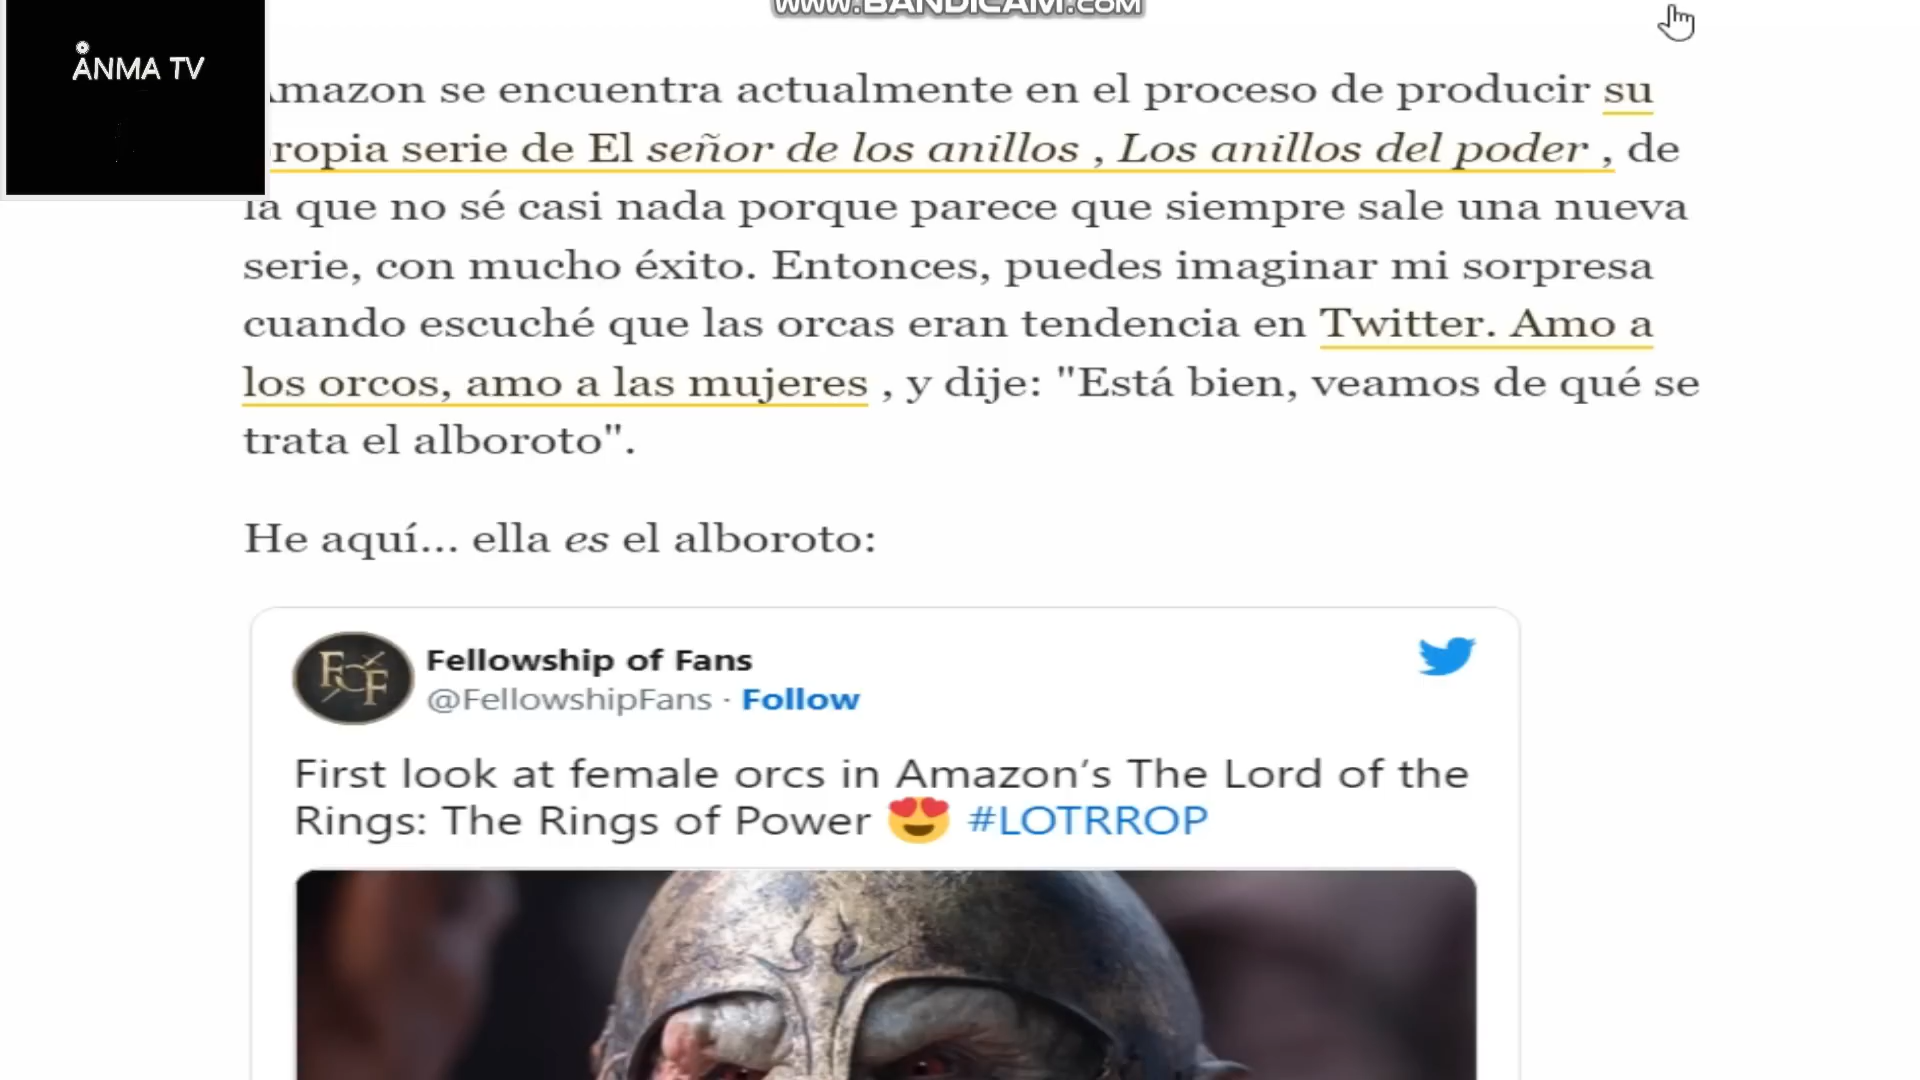 www.BANDICAM.com
ANMA TV
mazon se encuentra actualmente en el proceso de producir su
ropia serie de El señor de los anillos , Los anillos del poder , de
la que no sé casi nada porque parece que siempre sale una nueva
serie, con mucho éxito. Entonces, puedes imaginar mi sorpresa
cuando escuché que las orcas eran tendencia en Twitter. Amo a
los orcos, amo a las mujeres , y dije: "Está bien, veamos de qué se
trata el alboroto".
He aquí... ella es el alboroto:
FOF
Fellowship of Fans
@FellowshipFans · Follow
First look at female orcs in Amazon's The Lord of the
Rings: The Rings of Power 😍 #LOTRROP